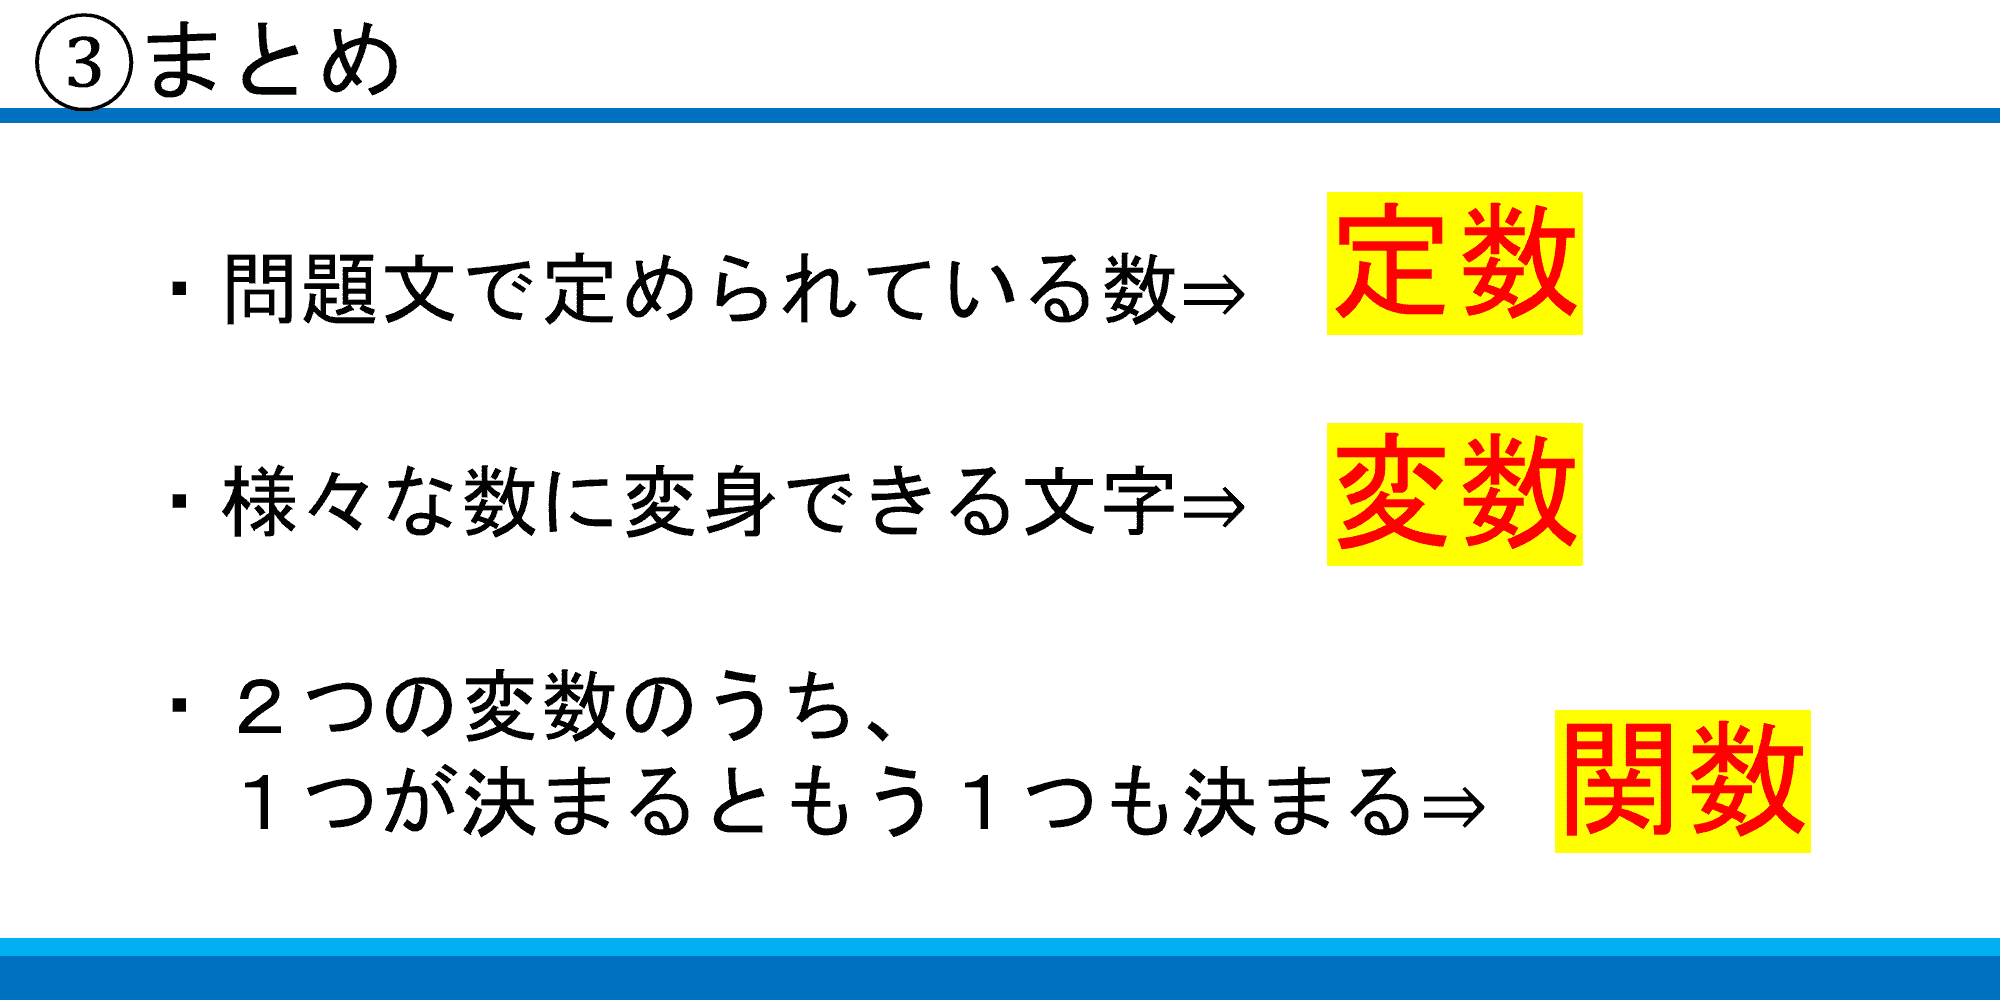 ③まとめ
・問題文で定められている数⇒ 定数
・様々な数に変身できる文字⇒ 変数
・２つの変数のうち、
１つが決まるともう１つも決まる⇒ 関数